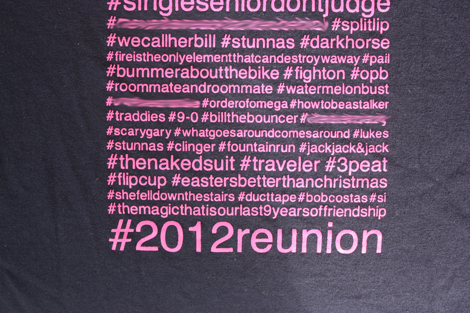 #singleseniordontjudge
# #splitlip
#wecallherbill #stunnas #darkhorse
#fireistheonlyelementthatcandestroywaway #pail
#bummeraboutthebike #fighton #opb
#roommateandroommate #watermelonbust
# #orderofomega #howtobeastalker
#traddies #9-0 #billthebouncer #
#scarygary #whatgoesaroundcomesaround #lukes
#stunnas #clinger #fountainrun #jackjack&jack
#thenakedsuit #traveler #3peat
#flipcup #eastersbetterthanchristmas
#shefelldownthestairs #ducttape #bobcostas #si
#themagicthatisourlast9yearsoffriendship
#2012reunion